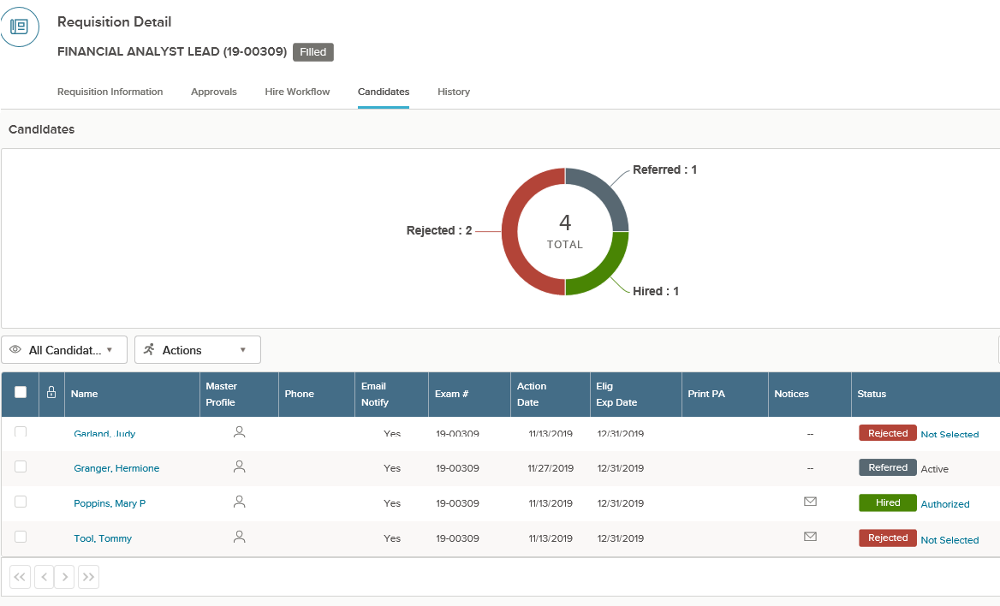 Requisition Detail
FINANCIAL ANALYST LEAD (19-00309) Filled
Requisition Information Approvals Hire Workflow Candidates History
Candidates
Referred : 1
Rejected : 2
4
TOTAL
Hired : 1
All Candidat... Actions
Name Master Profile Phone Email Notify Exam # Action Date Elig Exp Date Print PA Notices Status
Garland, Judy Yes 19-00309 11/13/2019 12/31/2019 -- Rejected Not Selected
Granger, Hermione Yes 19-00309 11/27/2019 12/31/2019 -- Referred Active
Poppins, Mary P Yes 19-00309 11/13/2019 12/31/2019 Hired Authorized
Tool, Tommy Yes 19-00309 11/13/2019 12/31/2019 Rejected Not Selected